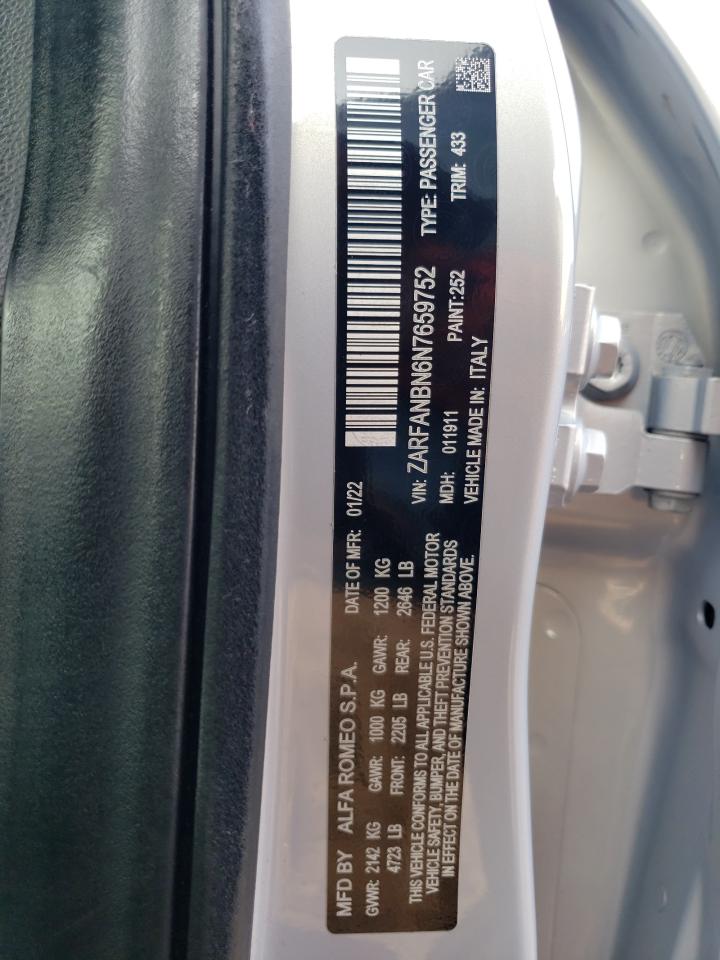 MFD BY ALFA ROMEO S.P.A. DATE OF MFR: 01/22
GVWR: 2142 KG GAWR: 1000 KG GAWR: 1200 KG
4723 LB FRONT: 2205 LB REAR: 2646 LB
THIS VEHICLE CONFORMS TO ALL APPLICABLE U.S. FEDERAL MOTOR
VEHICLE SAFETY, BUMPER, AND THEFT PREVENTION STANDARDS
IN EFFECT ON THE DATE OF MANUFACTURE SHOWN ABOVE.
VIN: ZARFANBN6N7659752 TYPE: PASSENGER CAR
MDH: 011911 PAINT:252 TRIM: 433
VEHICLE MADE IN: ITALY